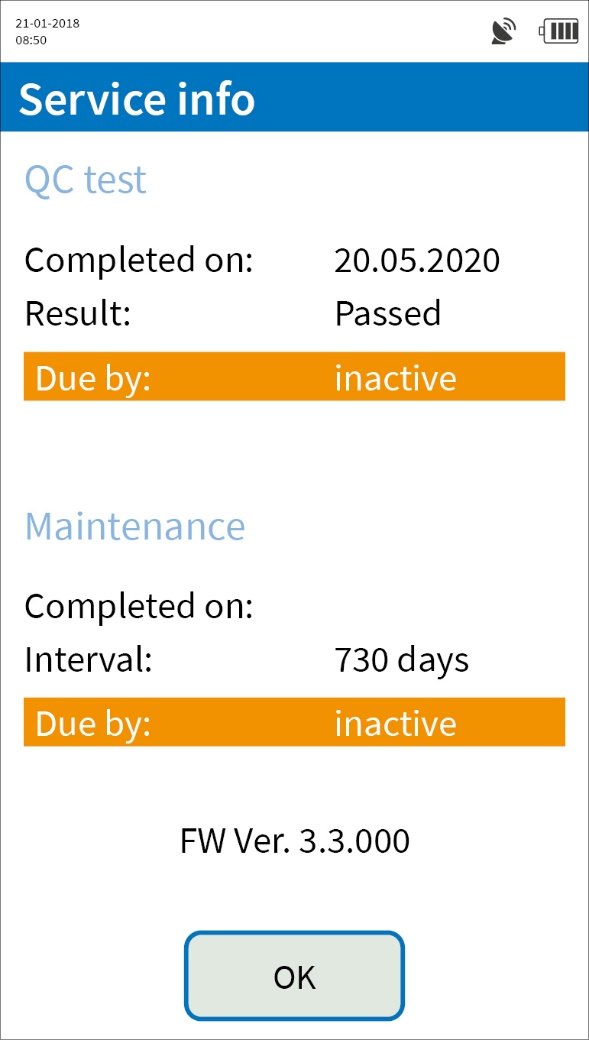 21-01-2018
08:50
Service info
QC test
Completed on: 20.05.2020
Result: Passed
Due by: inactive
Maintenance
Completed on:
Interval: 730 days
Due by: inactive
FW Ver. 3.3.000
OK